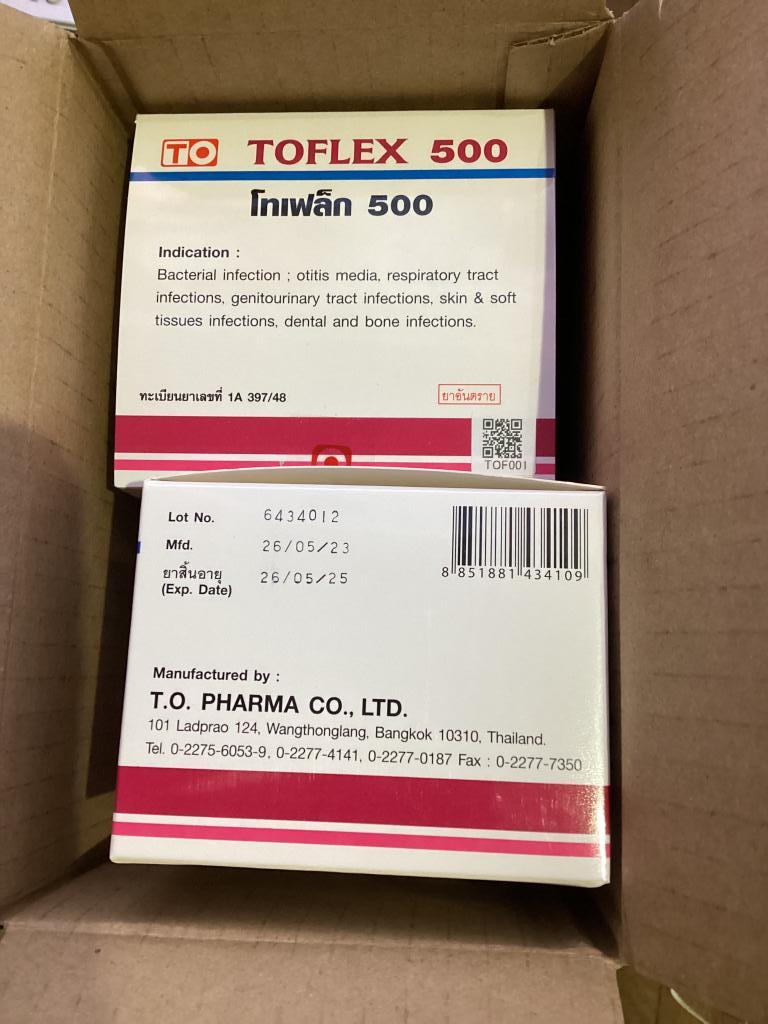 TO TOFLEX 500
โทเฟล็ก 500
Indication :
Bacterial infection ; otitis media, respiratory tract
infections, genitourinary tract infections, skin & soft
tissues infections, dental and bone infections.
ทะเบียนยาเลขที่ 1A 397/48
ยาอันตราย
TOF001
Lot No. 6434012
Mfd. 26/05/23
ยาสิ้นอายุ 26/05/25
(Exp. Date)
8 851881 434109
Manufactured by :
T.O. PHARMA CO., LTD.
101 Ladprao 124, Wangthonglang, Bangkok 10310, Thailand.
Tel. 0-2275-6053-9, 0-2277-4141, 0-2277-0187 Fax : 0-2277-7350